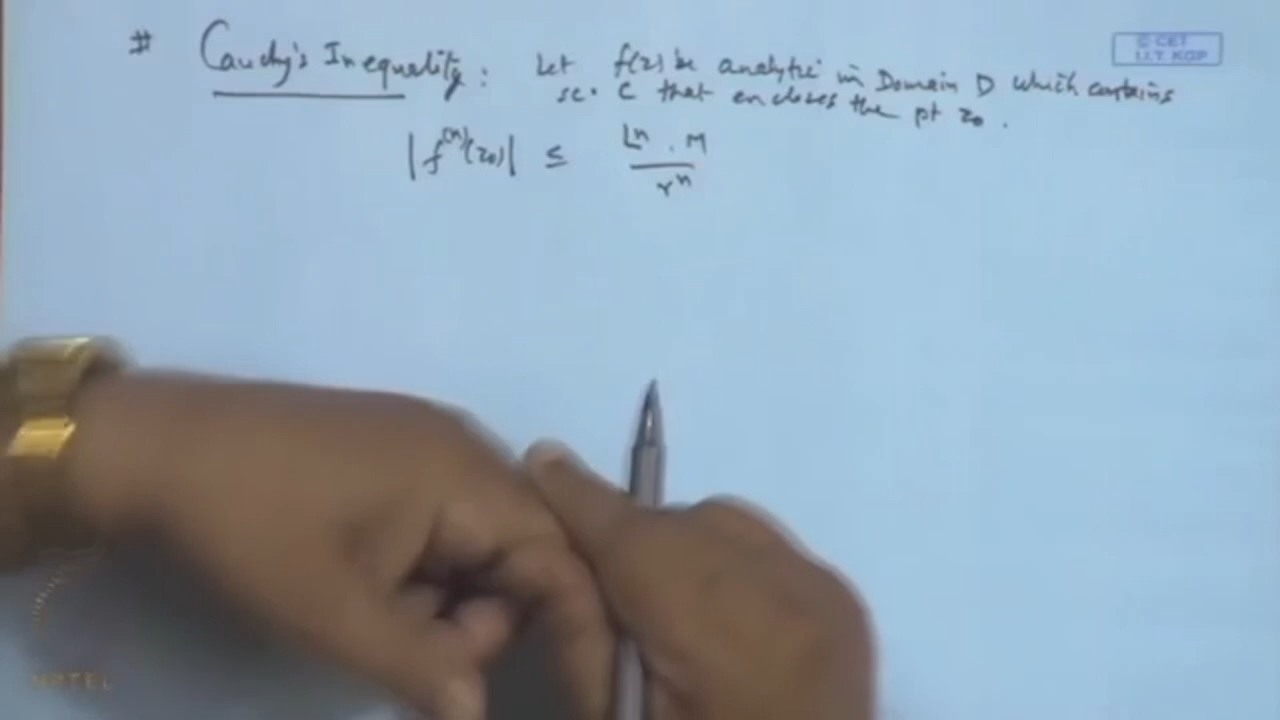 # Cauchy's Inequality : Let f(z) be analytic in Domain D which contains
s.c. C that encloses the pt z₀ .
|f⁽ⁿ⁾(z₀)| ≤ ∟n . M / rⁿ
© CET
I.I.T. KGP
NPTEL